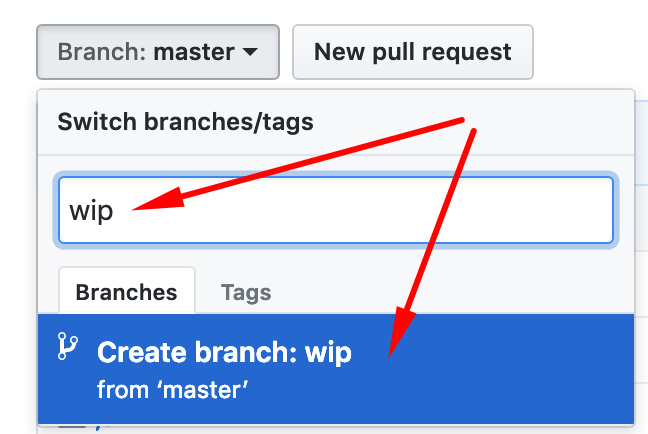 Branch: master New pull request
Switch branches/tags
wip
Branches Tags
Create branch: wip
from ‘master’